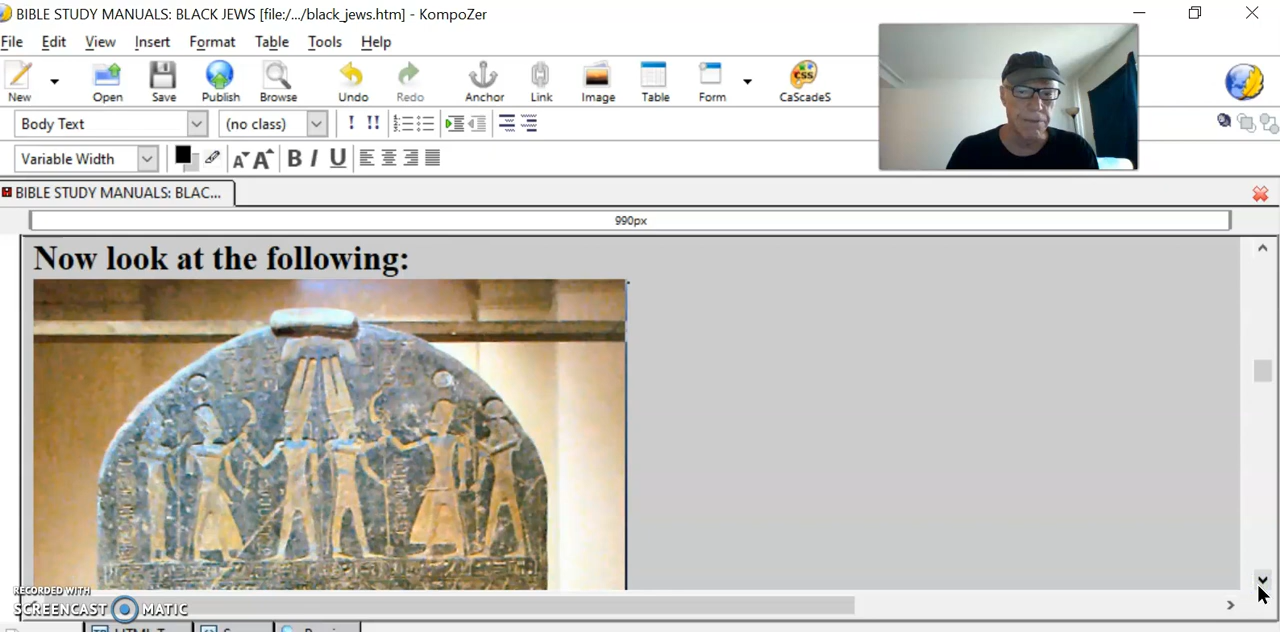 BIBLE STUDY MANUALS: BLACK JEWS [file:/.../black_jews.htm] - KompoZer
File Edit View Insert Format Table Tools Help
New Open Save Publish Browse Undo Redo Anchor Link Image Table Form CaScadeS
Body Text (no class) ! !!
Variable Width A A B I U
BIBLE STUDY MANUALS: BLAC...
990px
Now look at the following:
RECORDED WITH
SCREENCAST MATIC